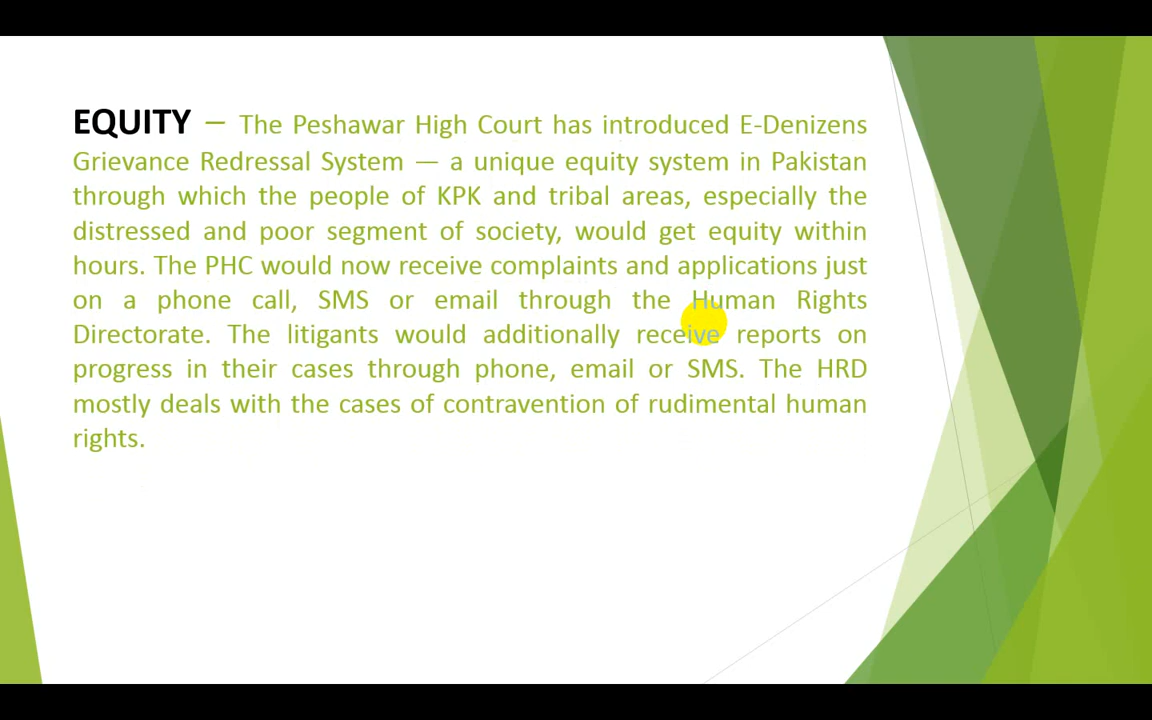 EQUITY – The Peshawar High Court has introduced E-Denizens
Grievance Redressal System — a unique equity system in Pakistan
through which the people of KPK and tribal areas, especially the
distressed and poor segment of society, would get equity within
hours. The PHC would now receive complaints and applications just
on a phone call, SMS or email through the Human Rights
Directorate. The litigants would additionally receive reports on
progress in their cases through phone, email or SMS. The HRD
mostly deals with the cases of contravention of rudimental human
rights.